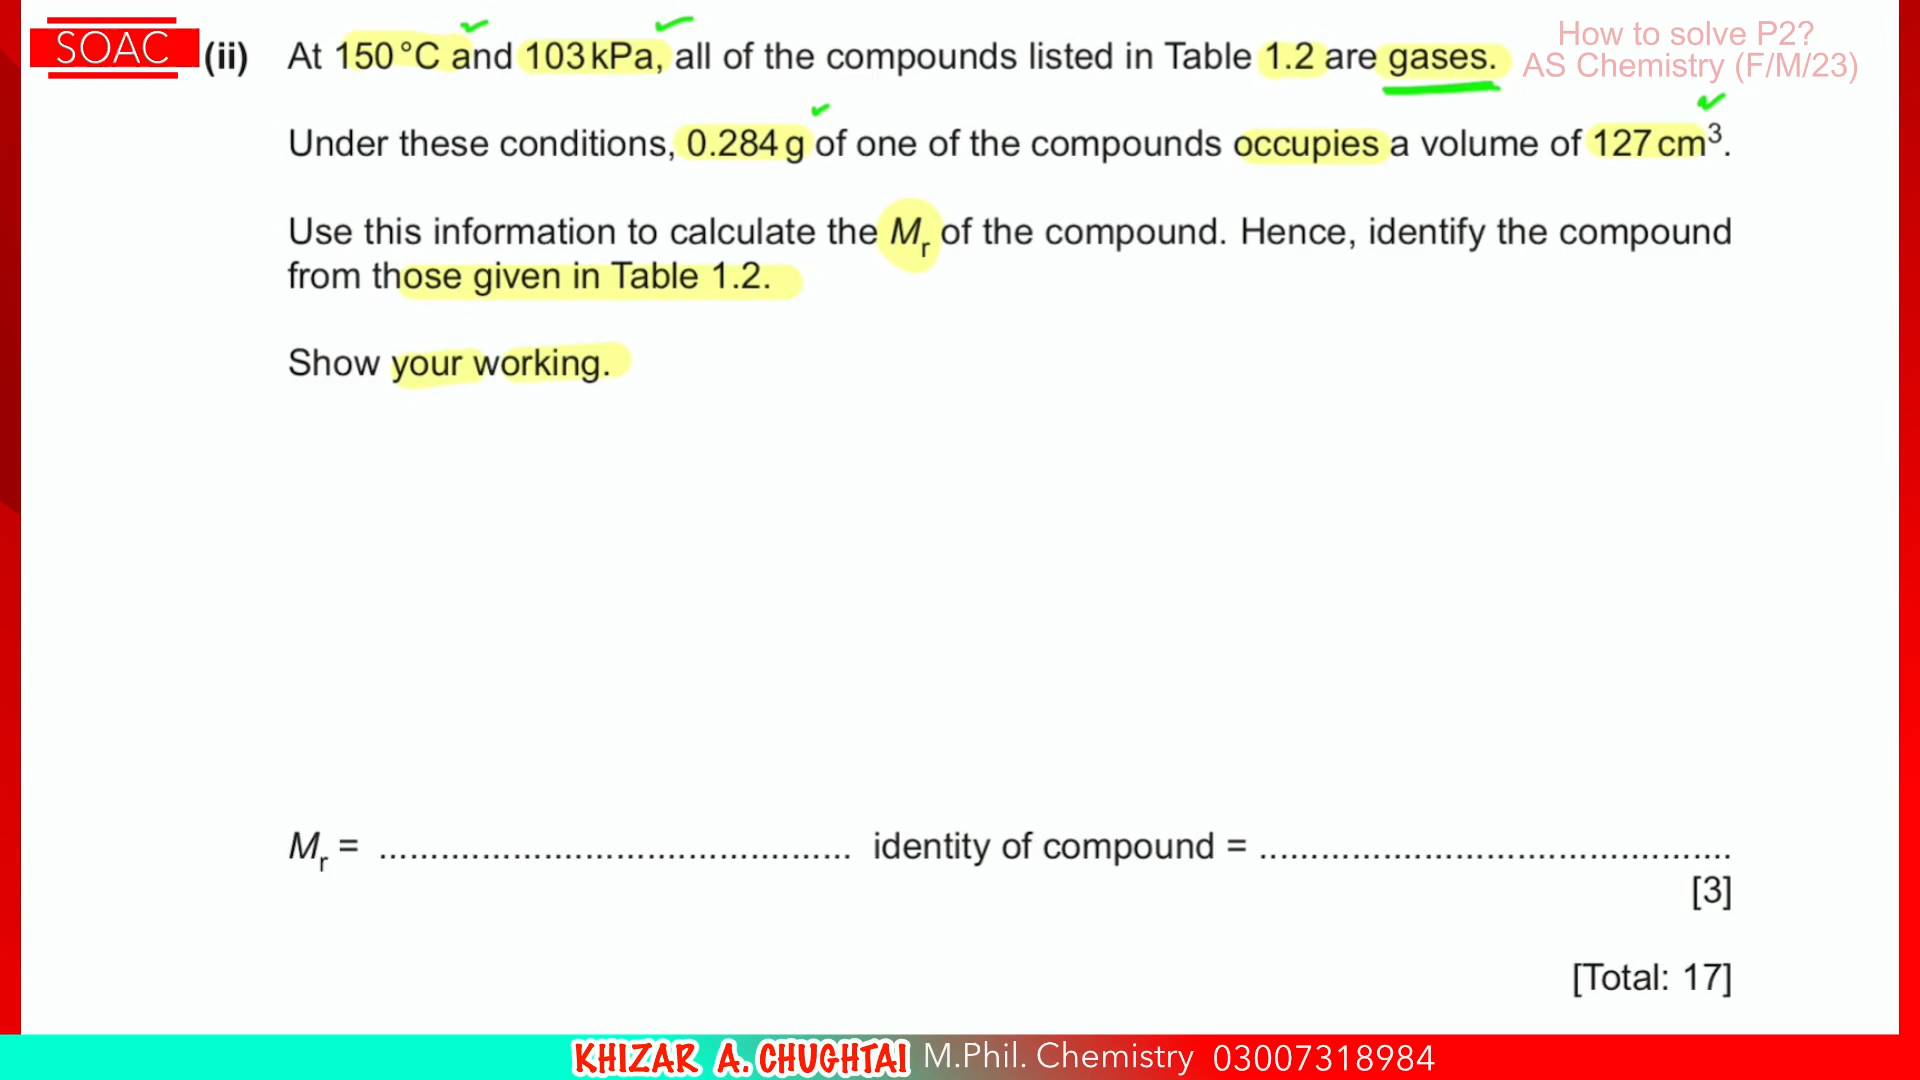 SOAC
How to solve P2?
AS Chemistry (F/M/23)
(ii) At 150 °C and 103 kPa, all of the compounds listed in Table 1.2 are gases.
Under these conditions, 0.284 g of one of the compounds occupies a volume of 127 cm³.
Use this information to calculate the Mr of the compound. Hence, identify the compound
from those given in Table 1.2.
Show your working.
Mr = .............................................. identity of compound = ..............................................
[3]
[Total: 17]
KHIZAR A. CHUGHTAI M.Phil. Chemistry 03007318984